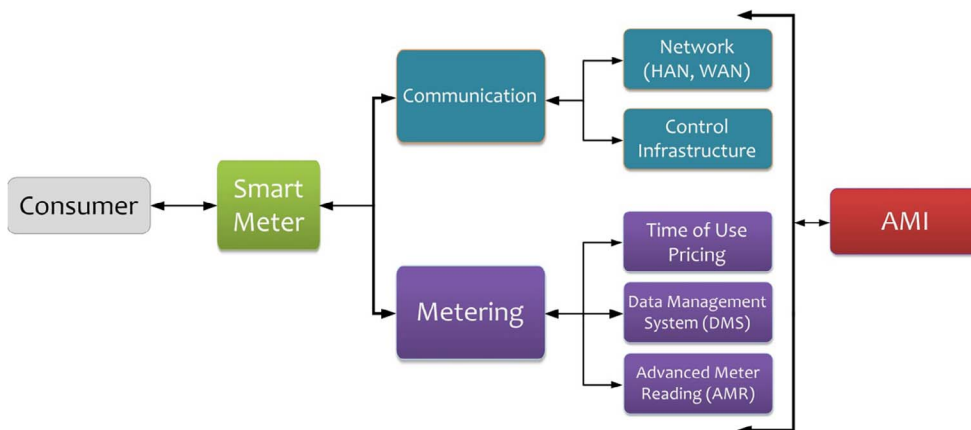 Consumer
Smart
Meter
Communication
Metering
Network
(HAN, WAN)
Control
Infrastructure
Time of Use
Pricing
Data Management
System (DMS)
Advanced Meter
Reading (AMR)
AMI